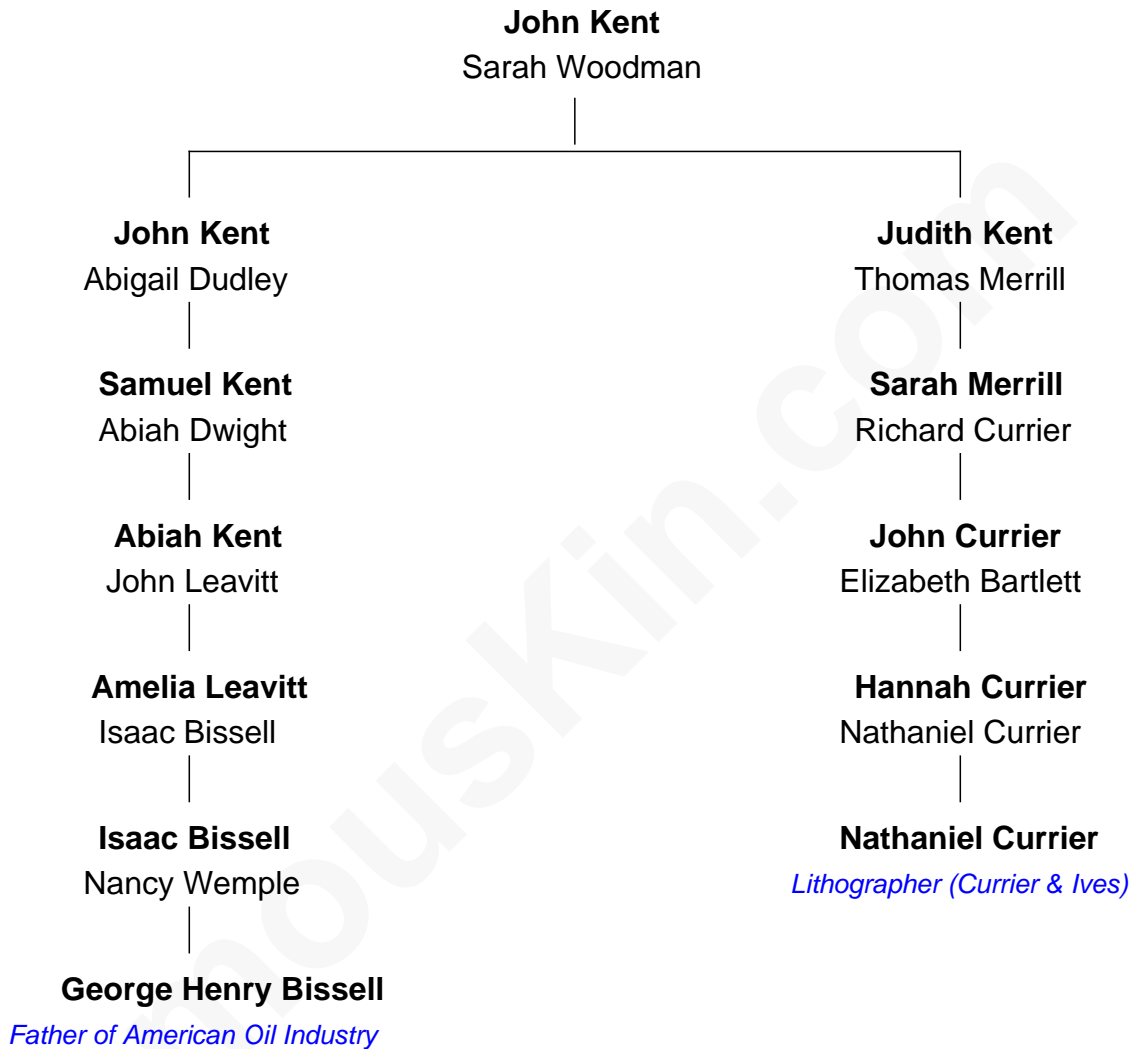 John Kent
Sarah Woodman
John Kent
Abigail Dudley
Samuel Kent
Abiah Dwight
Abiah Kent
John Leavitt
Amelia Leavitt
Isaac Bissell
Isaac Bissell
Nancy Wemple
George Henry Bissell
Father of American Oil Industry
Judith Kent
Thomas Merrill
Sarah Merrill
Richard Currier
John Currier
Elizabeth Bartlett
Hannah Currier
Nathaniel Currier
Nathaniel Currier
Lithographer (Currier & Ives)
mousKin.com